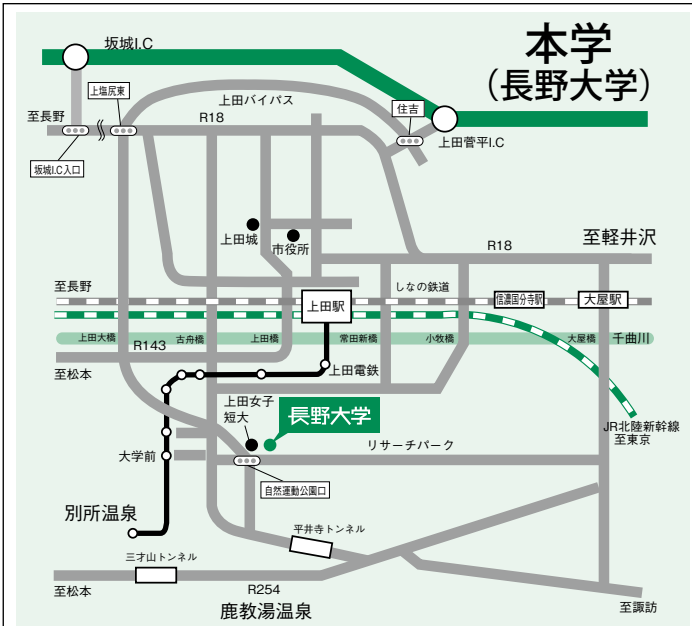 本学
（長野大学）
坂城I.C
上塩尻東
上田バイパス
住吉
至長野
R18
坂城I.C入口
上田菅平I.C
上田城
市役所
R18
至軽井沢
至長野
上田駅
しなの鉄道
信濃国分寺駅
大屋駅
上田大橋
古舟橋
上田橋
常田新橋
小牧橋
大屋橋
千曲川
R143
至松本
上田電鉄
上田女子
短大
長野大学
JR北陸新幹線
至東京
大学前
リサーチパーク
自然運動公園口
別所温泉
平井寺トンネル
三才山トンネル
至松本
R254
鹿教湯温泉
至諏訪